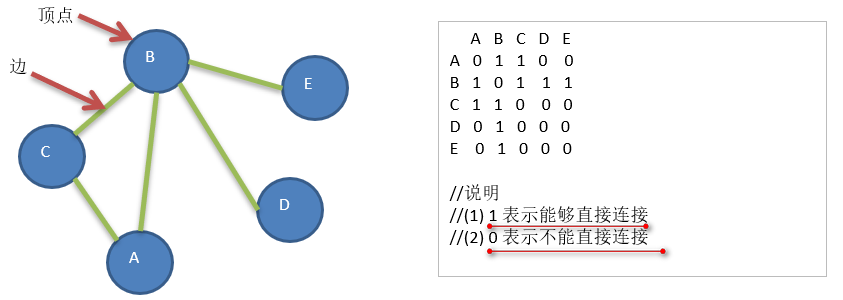 顶点
边
B
E
C
D
A
A B C D E
A 0 1 1 0 0
B 1 0 1 1 1
C 1 1 0 0 0
D 0 1 0 0 0
E 0 1 0 0 0
//说明
//(1) 1 表示能够直接连接
//(2) 0 表示不能直接连接